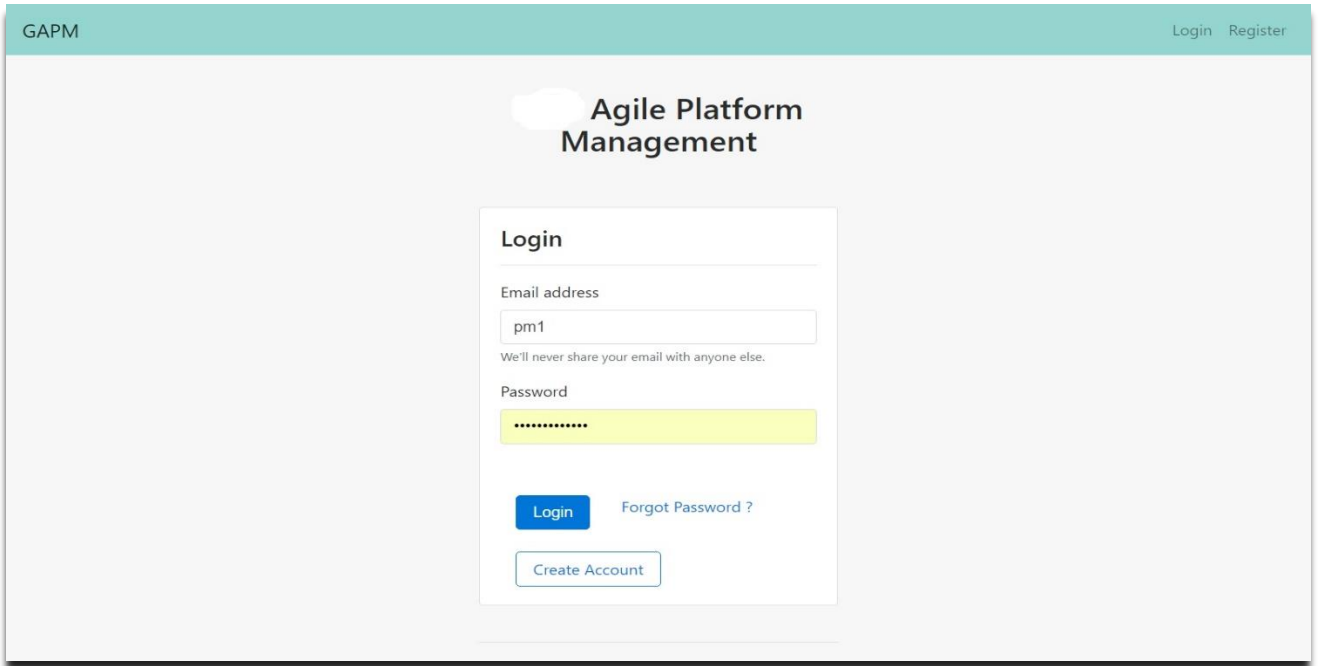 GAPM
Login Register
Agile Platform
Management
Login
Email address
pm1
We'll never share your email with anyone else.
Password
•••••••••••••
Login
Forgot Password ?
Create Account